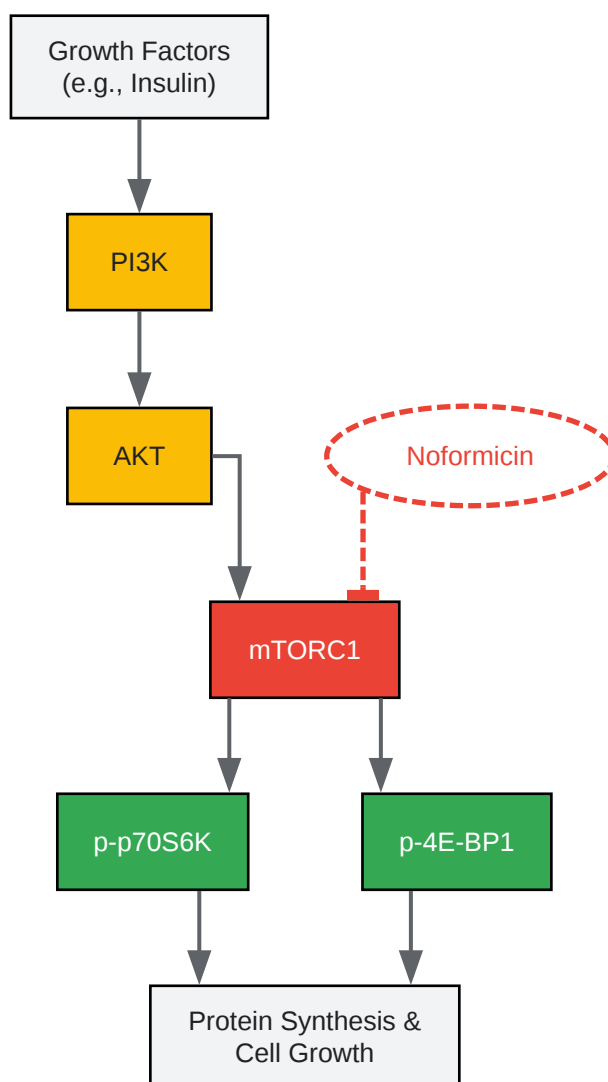 Growth Factors
(e.g., Insulin)
PI3K
AKT
Noformicin
mTORC1
p-p70S6K
p-4E-BP1
Protein Synthesis &
Cell Growth